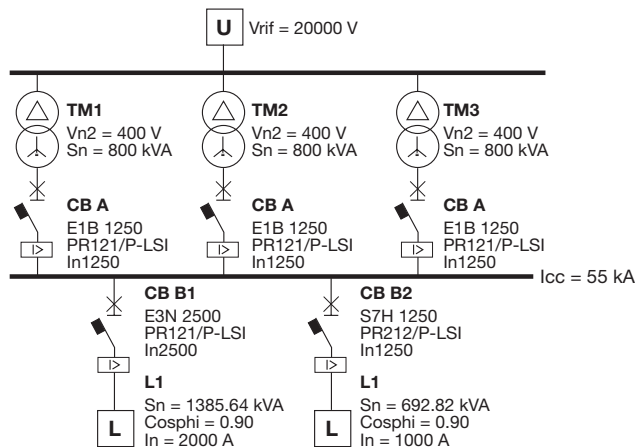 U
Vrif = 20000 V
TM1
Vn2 = 400 V
Sn = 800 kVA
TM2
Vn2 = 400 V
Sn = 800 kVA
TM3
Vn2 = 400 V
Sn = 800 kVA
CB A
E1B 1250
PR121/P-LSI
In1250
I>
CB A
E1B 1250
PR121/P-LSI
In1250
I>
CB A
E1B 1250
PR121/P-LSI
In1250
I>
Icc = 55 kA
CB B1
E3N 2500
PR121/P-LSI
In2500
I>
CB B2
S7H 1250
PR212/P-LSI
In1250
I>
L1
Sn = 1385.64 kVA
Cosphi = 0.90
In = 2000 A
L
L1
Sn = 692.82 kVA
Cosphi = 0.90
In = 1000 A
L